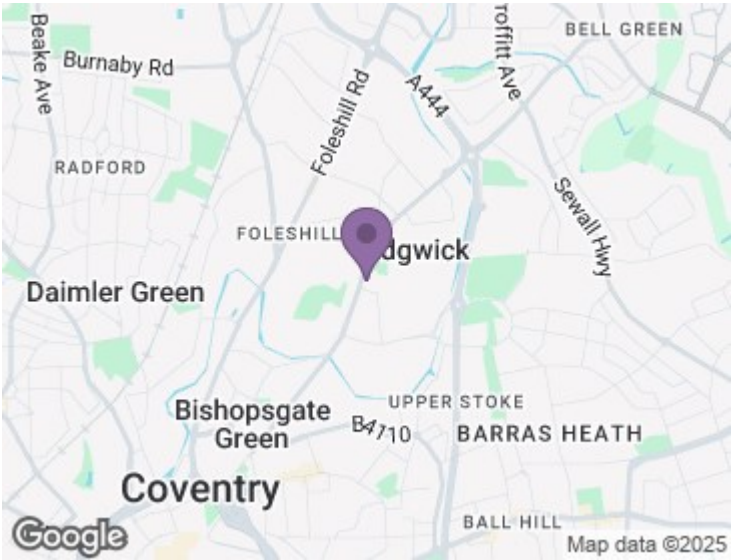 Beake Ave
Burnaby Rd
Foleshill Rd
A444
roffitt Ave
BELL GREEN
RADFORD
Sewall Hwy
FOLESHILL
dgwick
Daimler Green
Bishopsgate
Green
B4110
UPPER STOKE
BARRAS HEATH
Coventry
BALL HILL
Google
Map data ©2025